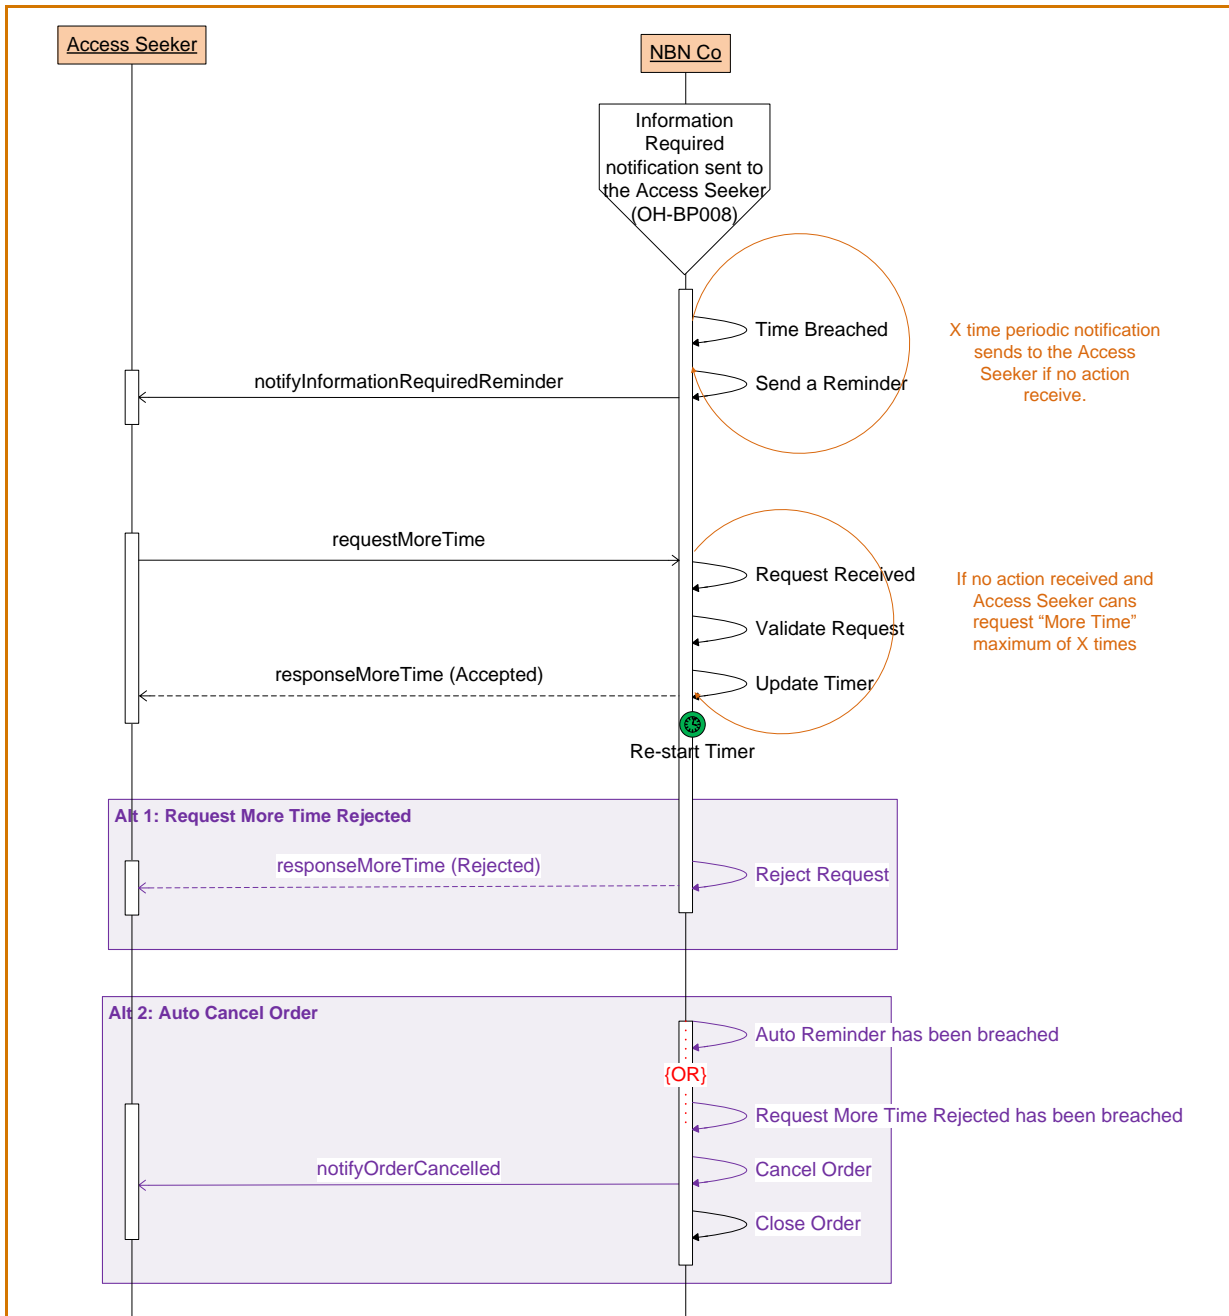 Access Seeker
NBN Co
Information
Required
notification sent to
the Access Seeker
(OH-BP008)
Time Breached
X time periodic notification
sends to the Access
Seeker if no action
receive.
notifyInformationRequiredReminder
Send a Reminder
requestMoreTime
Request Received
If no action received and
Access Seeker cans
request “More Time”
maximum of X times
Validate Request
responseMoreTime (Accepted)
Update Timer
Re-start Timer
Alt 1: Request More Time Rejected
responseMoreTime (Rejected)
Reject Request
Alt 2: Auto Cancel Order
Auto Reminder has been breached
{OR}
Request More Time Rejected has been breached
notifyOrderCancelled
Cancel Order
Close Order